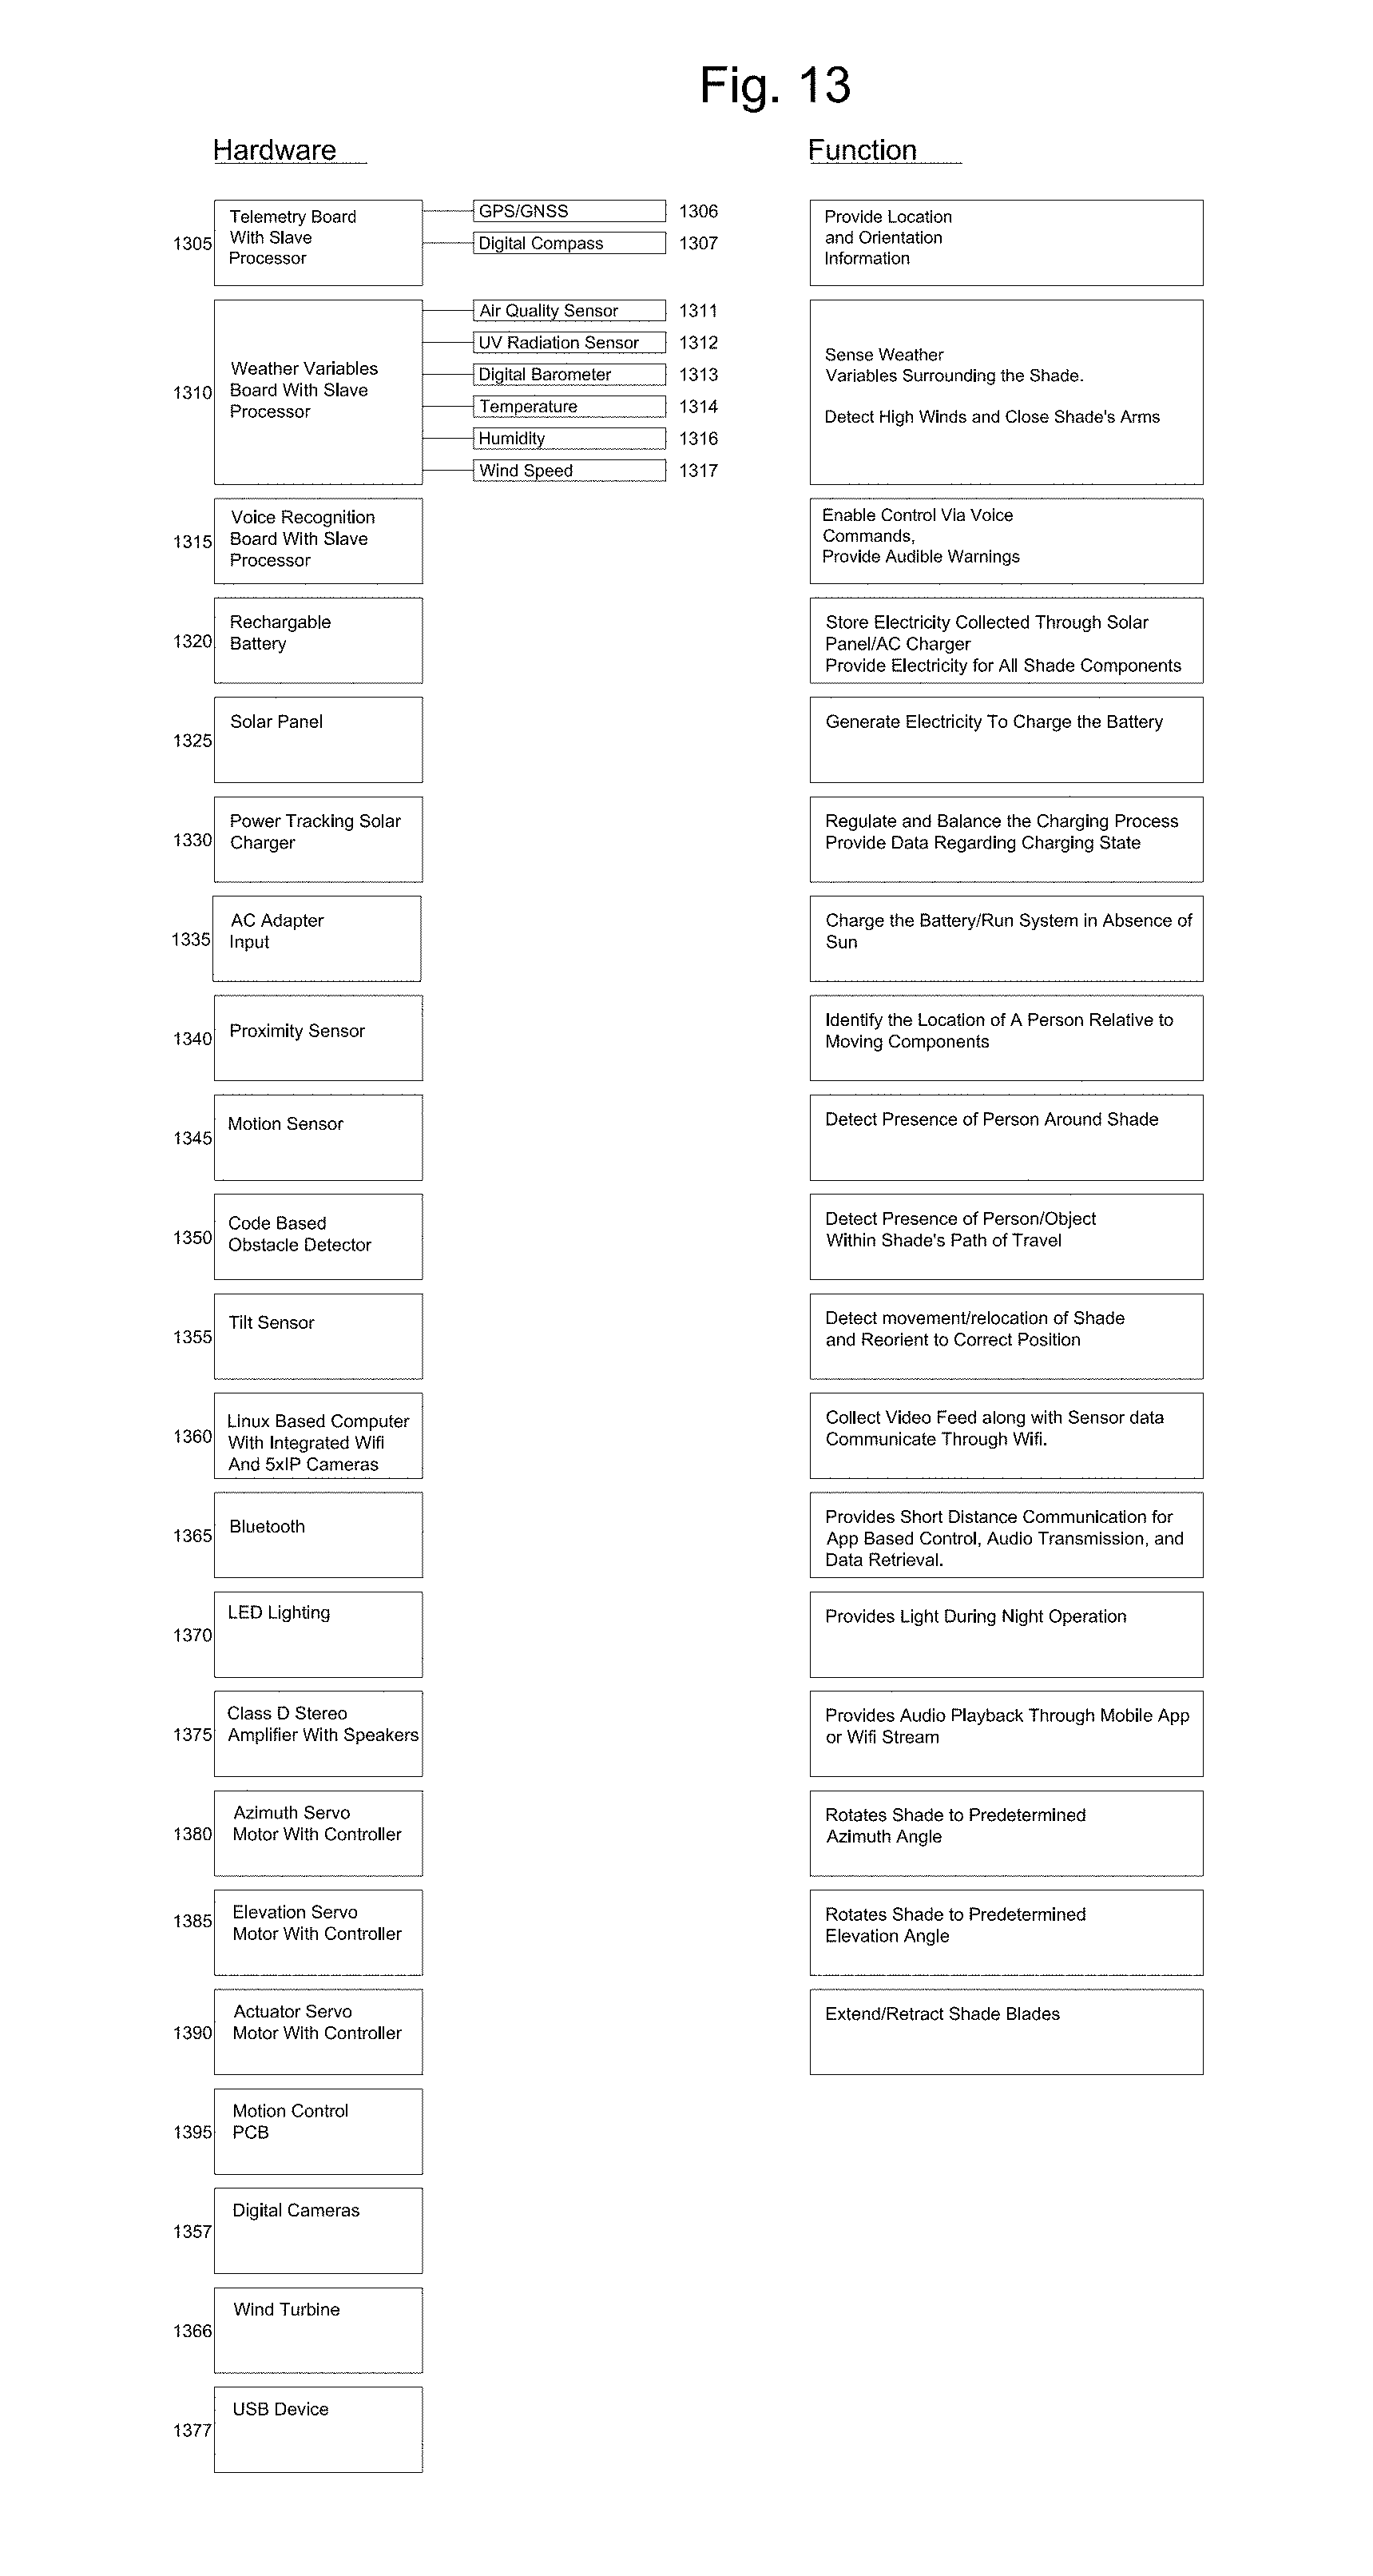 Fig. 13
Hardware
Function
1305
Telemetry Board
With Slave
Processor
GPS/GNSS 1306
Digital Compass 1307
Provide Location
and Orientation
Information
1310
Weather Variables
Board With Slave
Processor
Air Quality Sensor 1311
UV Radiation Sensor 1312
Digital Barometer 1313
Temperature 1314
Humidity 1316
Wind Speed 1317
Sense Weather
Variables Surrounding the Shade.
Detect High Winds and Close Shade's Arms
1315
Voice Recognition
Board With Slave
Processor
Enable Control Via Voice
Commands,
Provide Audible Warnings
1320
Rechargable
Battery
Store Electricity Collected Through Solar
Panel/AC Charger
Provide Electricity for All Shade Components
1325
Solar Panel
Generate Electricity To Charge the Battery
1330
Power Tracking Solar
Charger
Regulate and Balance the Charging Process
Provide Data Regarding Charging State
1335
AC Adapter
Input
Charge the Battery/Run System in Absence of
Sun
1340
Proximity Sensor
Identify the Location of A Person Relative to
Moving Components
1345
Motion Sensor
Detect Presence of Person Around Shade
1350
Code Based
Obstacle Detector
Detect Presence of Person/Object
Within Shade's Path of Travel
1355
Tilt Sensor
Detect movement/relocation of Shade
and Reorient to Correct Position
1360
Linux Based Computer
With Integrated Wifi
And 5xIP Cameras
Collect Video Feed along with Sensor data
Communicate Through Wifi.
1365
Bluetooth
Provides Short Distance Communication for
App Based Control, Audio Transmission, and
Data Retrieval.
1370
LED Lighting
Provides Light During Night Operation
1375
Class D Stereo
Amplifier With Speakers
Provides Audio Playback Through Mobile App
or Wifi Stream
1380
Azimuth Servo
Motor With Controller
Rotates Shade to Predetermined
Azimuth Angle
1385
Elevation Servo
Motor With Controller
Rotates Shade to Predetermined
Elevation Angle
1390
Actuator Servo
Motor With Controller
Extend/Retract Shade Blades
1395
Motion Control
PCB
1357
Digital Cameras
1366
Wind Turbine
1377
USB Device